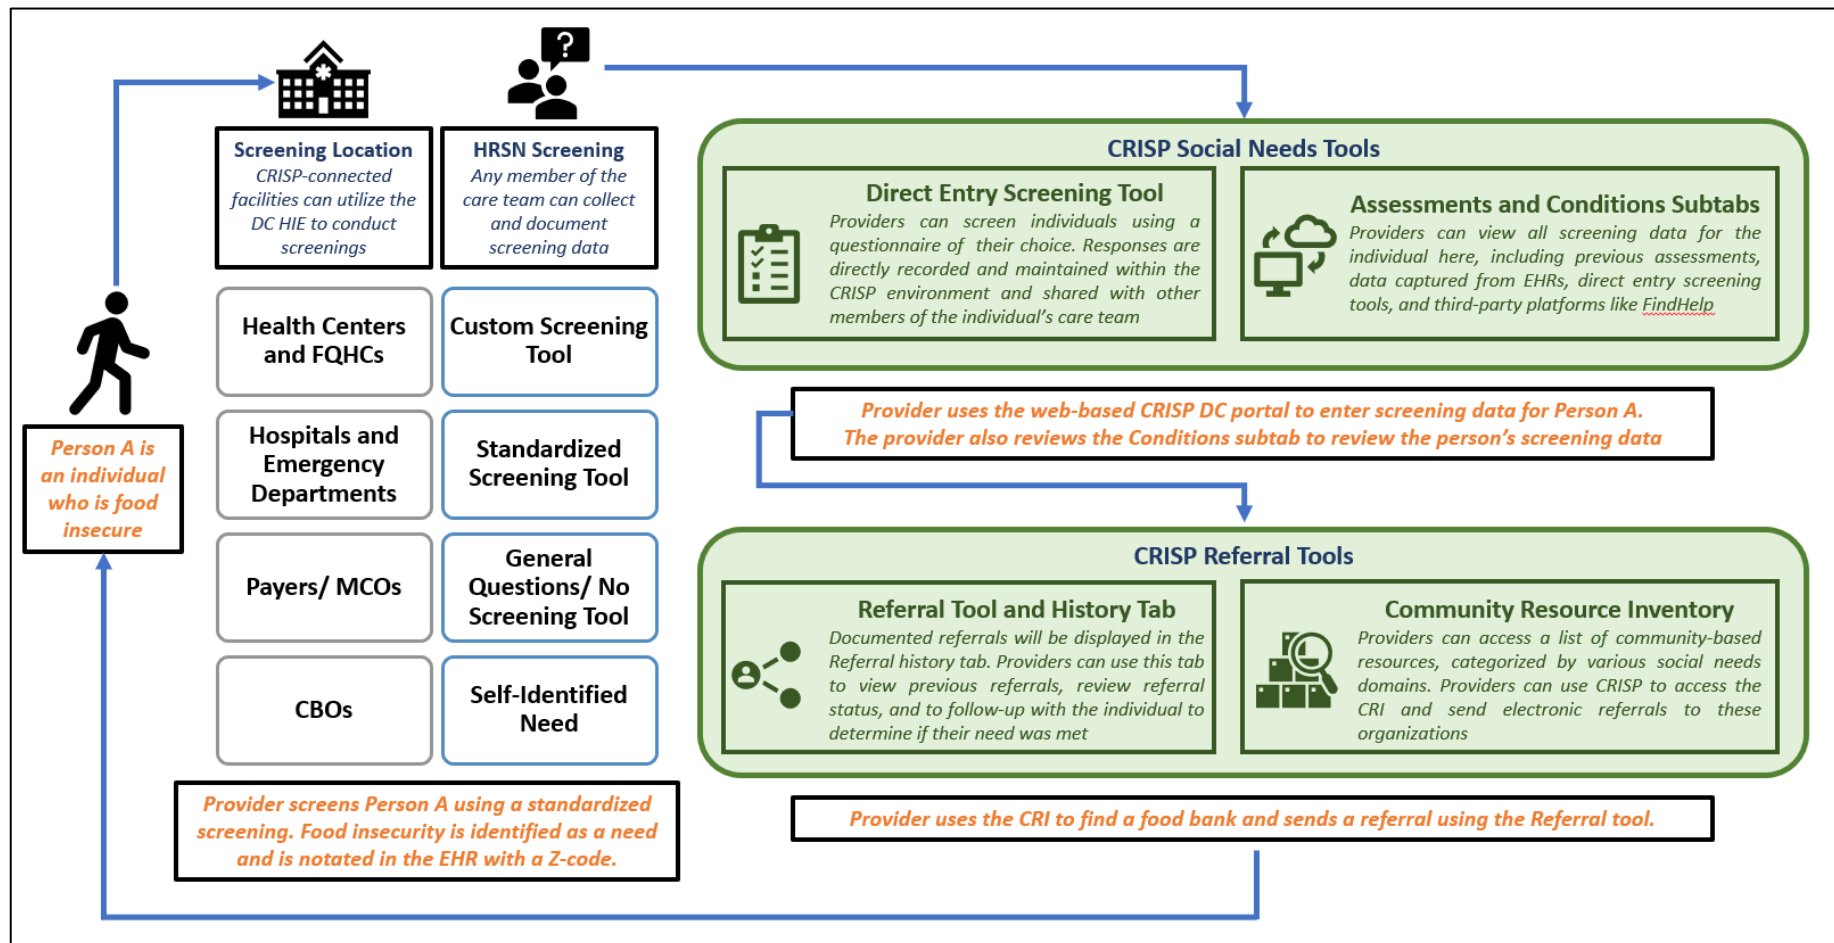 ?
Screening Location
CRISP-connected
facilities can utilize the
DC HIE to conduct
screenings
HRSN Screening
Any member of the
care team can collect
and document
screening data
Health Centers
and FQHCs
Custom Screening
Tool
Hospitals and
Emergency
Departments
Standardized
Screening Tool
Payers/ MCOs
General
Questions/ No
Screening Tool
CBOs
Self-Identified
Need
Person A is
an individual
who is food
insecure
Provider screens Person A using a standardized
screening. Food insecurity is identified as a need
and is notated in the EHR with a Z-code.
CRISP Social Needs Tools
Direct Entry Screening Tool
Providers can screen individuals using a
questionnaire of their choice. Responses are
directly recorded and maintained within the
CRISP environment and shared with other
members of the individual's care team
Assessments and Conditions Subtabs
Providers can view all screening data for the
individual here, including previous assessments,
data captured from EHRs, direct entry screening
tools, and third-party platforms like FindHelp
Provider uses the web-based CRISP DC portal to enter screening data for Person A.
The provider also reviews the Conditions subtab to review the person's screening data
CRISP Referral Tools
Referral Tool and History Tab
Documented referrals will be displayed in the
Referral history tab. Providers can use this tab
to view previous referrals, review referral
status, and to follow-up with the individual to
determine if their need was met
Community Resource Inventory
Providers can access a list of community-based
resources, categorized by various social needs
domains. Providers can use CRISP to access the
CRI and send electronic referrals to these
organizations
Provider uses the CRI to find a food bank and sends a referral using the Referral tool.